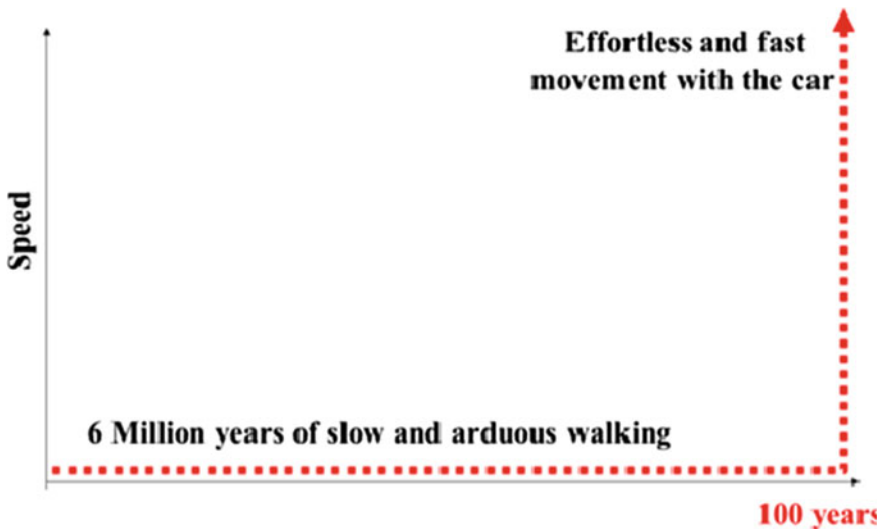 Effortless and fast
movement with the car
Speed
6 Million years of slow and arduous walking
100 years